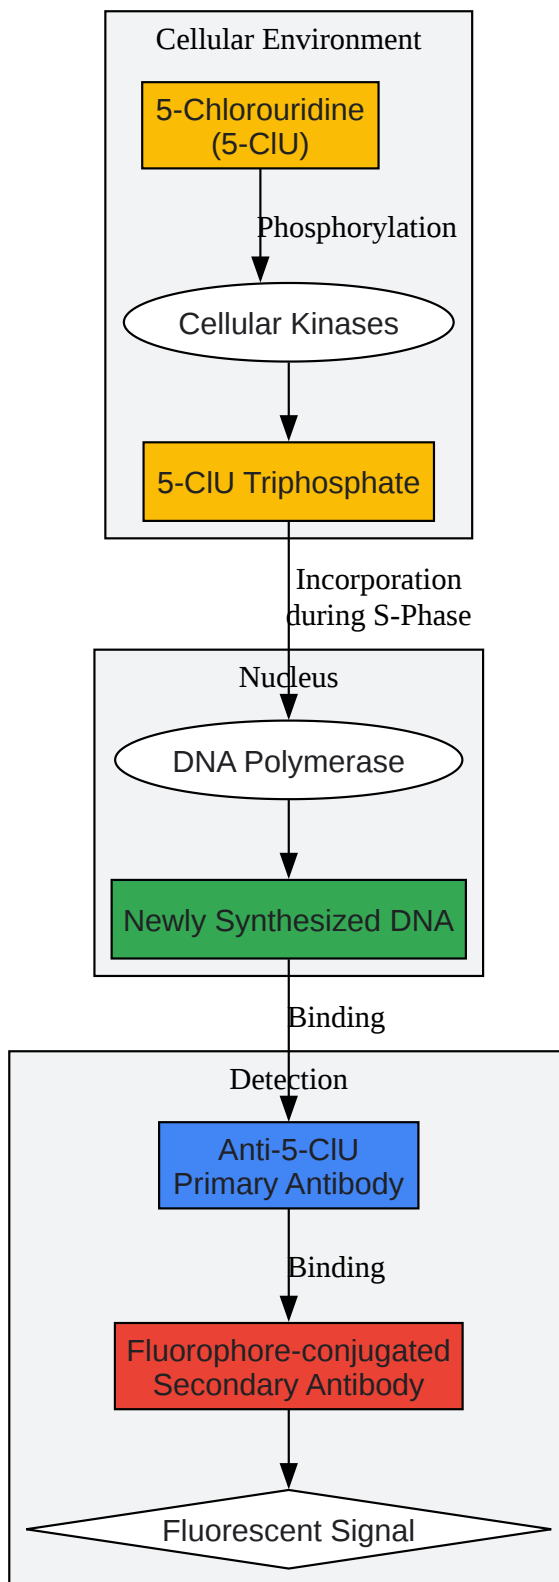 Cellular Environment
5-Chlorouridine
(5-ClU)
Phosphorylation
Cellular Kinases
5-ClU Triphosphate
Incorporation
during S-Phase
Nucleus
DNA Polymerase
Newly Synthesized DNA
Binding
Detection
Anti-5-ClU
Primary Antibody
Binding
Fluorophore-conjugated
Secondary Antibody
Fluorescent Signal